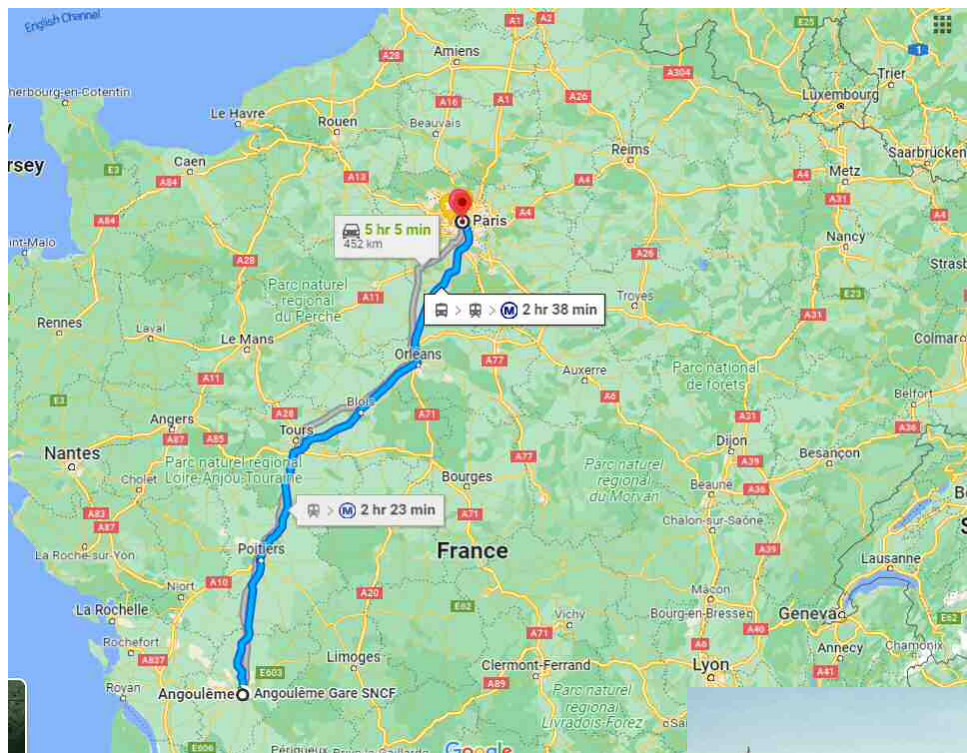 English Channel
A1
A2
E25
1
A28
Amiens
A304
Trier
herbourg-en-Cotentin
A16
A1
A26
Luxembourg
Le Havre
Rouen
Beauvais
y
rsey
E3
Caen
A84
A13
Reims
A4
A4
Saarbrücken
Metz
A31
A84
Paris
A4
nt-Malo
5 hr 5 min
452 km
Nancy
A28
A26
Strasb
Parc naturel
régional
du Perche
A11
Troyes
E23
2 hr 38 min
A31
Rennes
Laval
Le Mans
Colmar
Orléans
A77
Auxerre
Parc national
de forets
A11
A6
Belfort
E3
Blois
Angers
A28
A71
A31
A36
A87
A85
Tours
Dijon
Nantes
Parc naturel régional
Loire-Anjou-Touraine
A77
A39
Besançon
Cholet
Bourges
Parc naturel
régional
du Morvan
Beaune
A36
A83
A87
2 hr 23 min
A71
Chalon-sur-Saône
La Roche-sur-Yon
Poitiers
France
A39
Lausanne
Niort
A10
A20
Mâcon
La Rochelle
E62
Vichy
Bourg-en-Bresse
Geneva
E62
Rochefort
A71
A6
A40
Annecy
Chamonix
A837
Limoges
Clermont-Ferrand
Lyon
A41
Royan
E603
A89
Angoulême
Angoulême Gare SNCF
Parc naturel
régional
Livradois-Forez
E606
Périgueux
Google